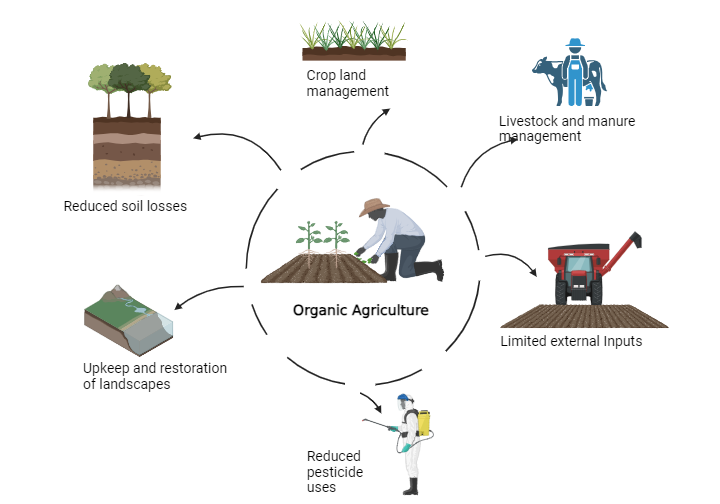 Crop land
management
Livestock and manure
management
Reduced soil losses
Organic Agriculture
Limited external Inputs
Upkeep and restoration
of landscapes
Reduced
pesticide
uses